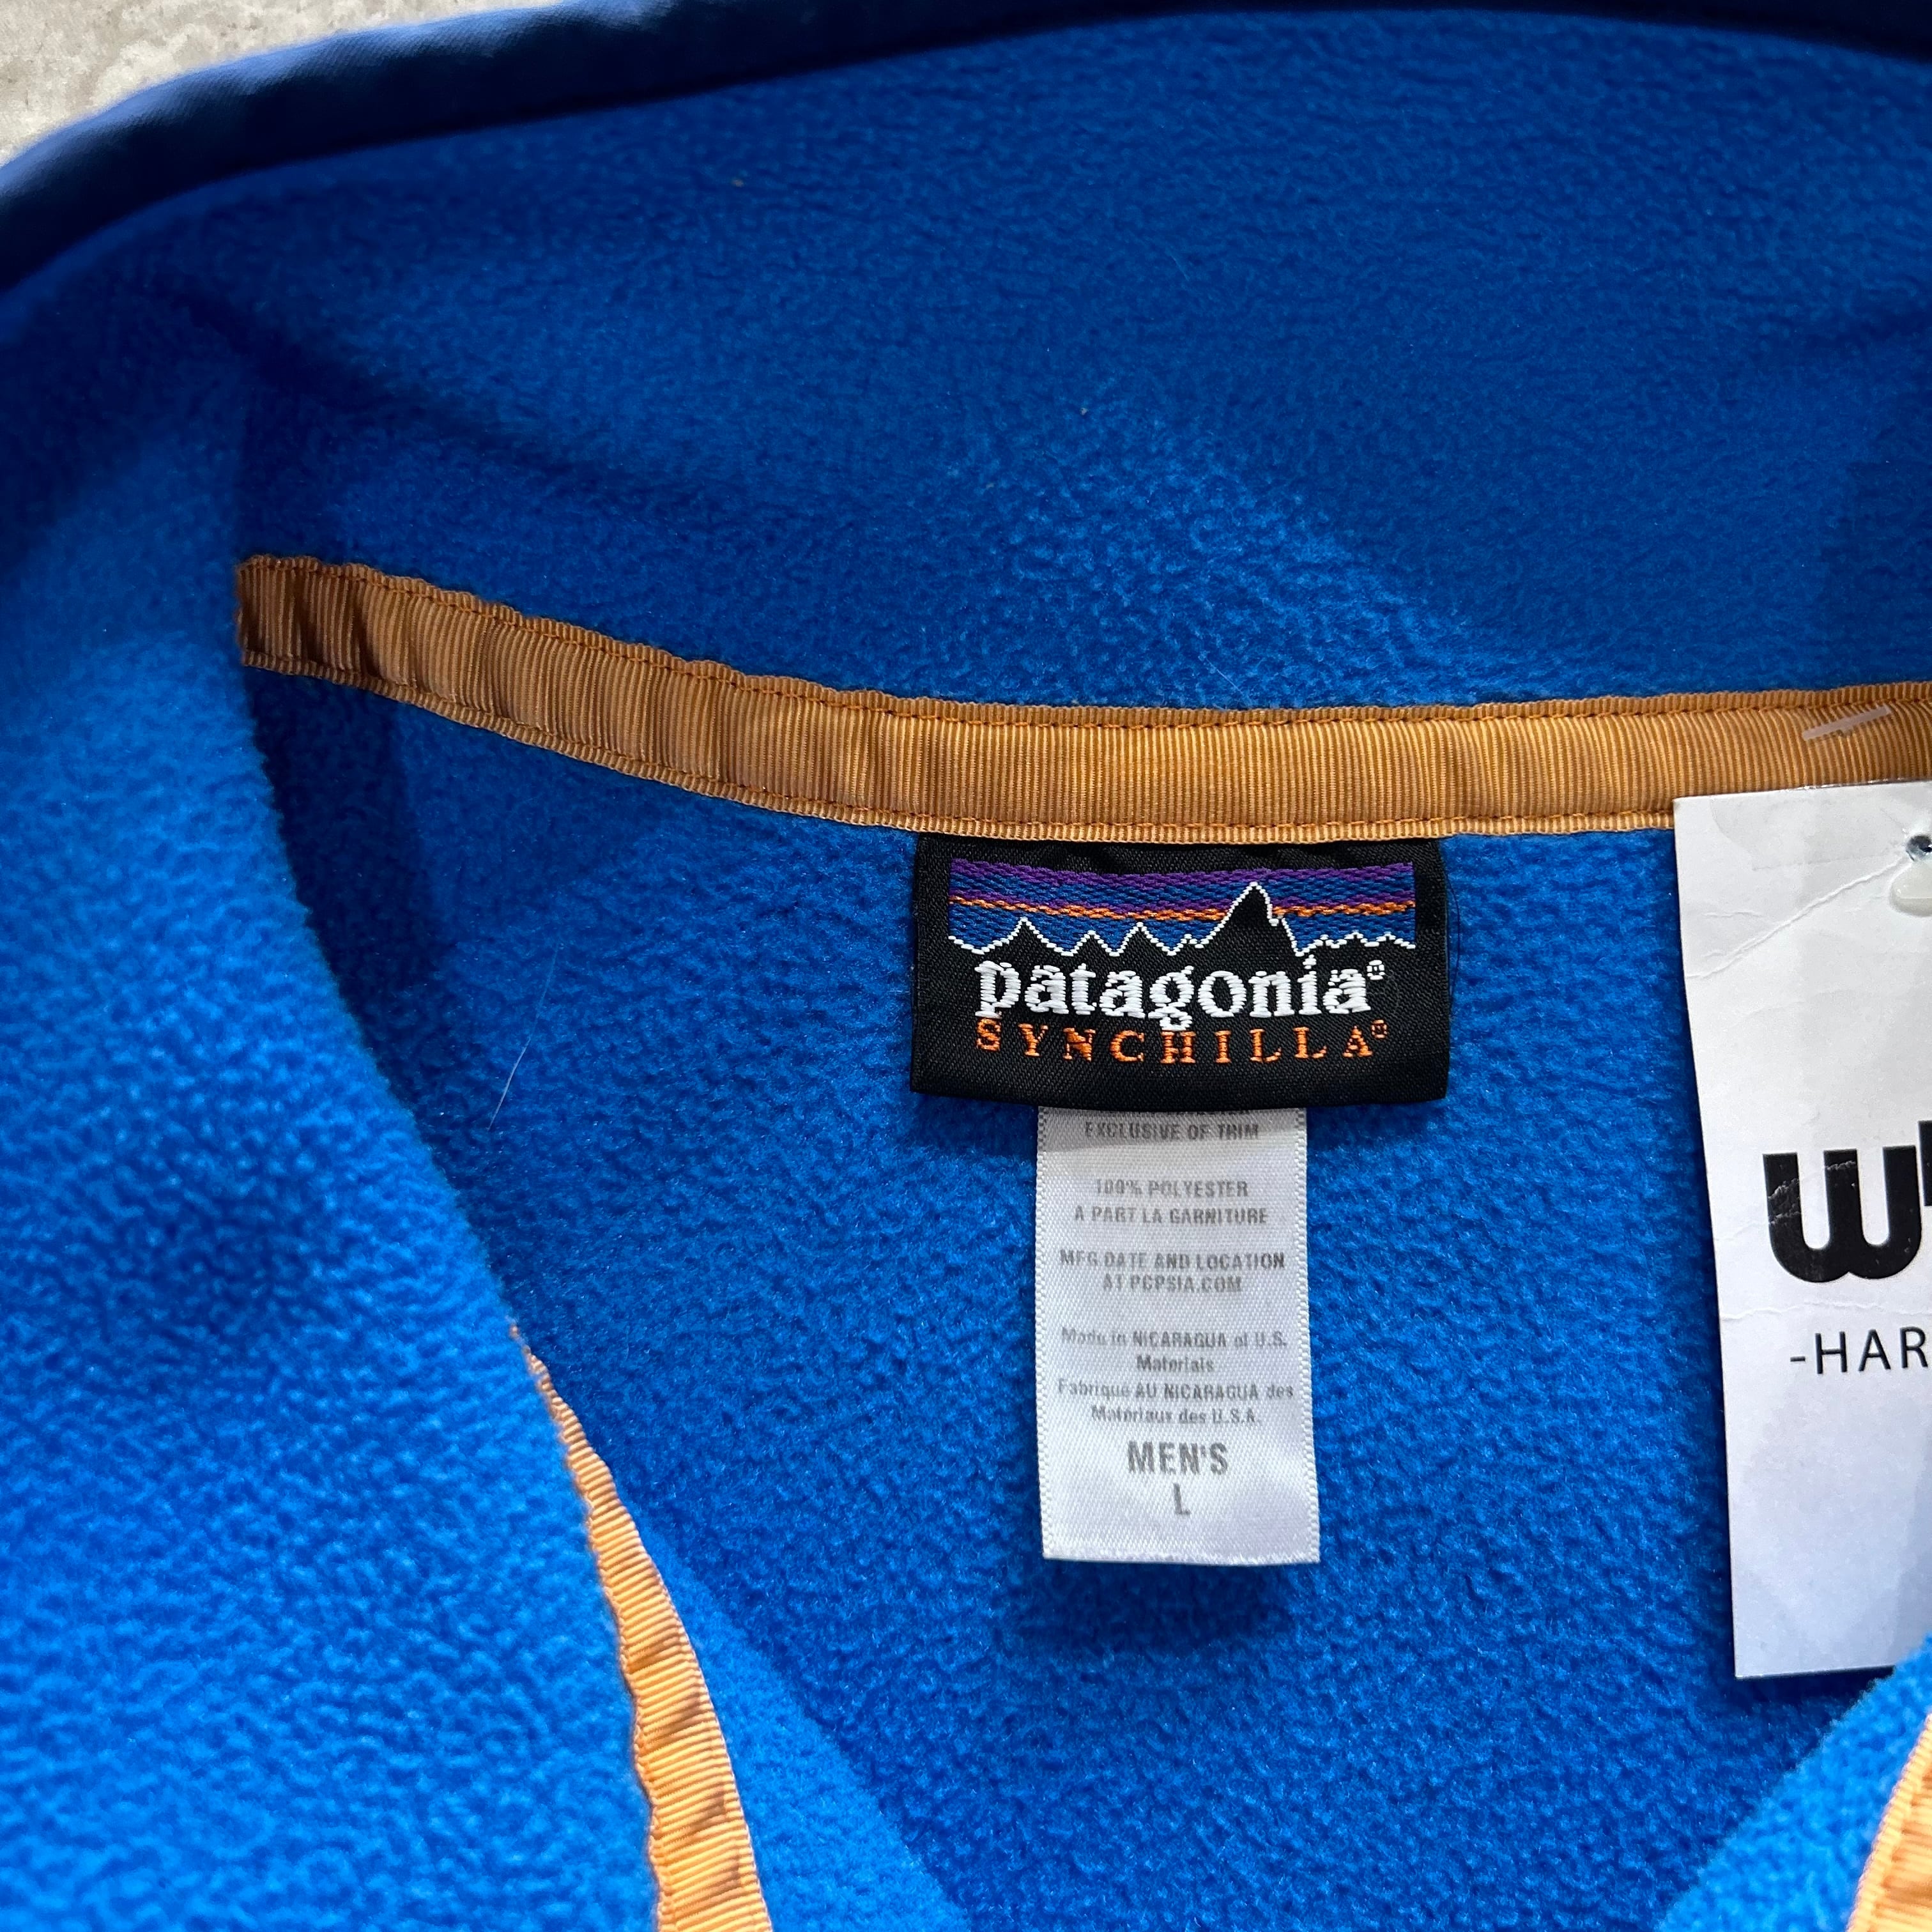 patagonia®
SYNCHILLA®
EXCLUSIVE OF TRIM
100% POLYESTER
A PART LA GARNITURE
MFG DATE AND LOCATION
AT PCPSIA.COM
Made in NICARAGUA of U.S.
Materials
Fabriqué AU NICARAGUA des
Materiaux des U.S.A.
MEN'S
L
-HAR